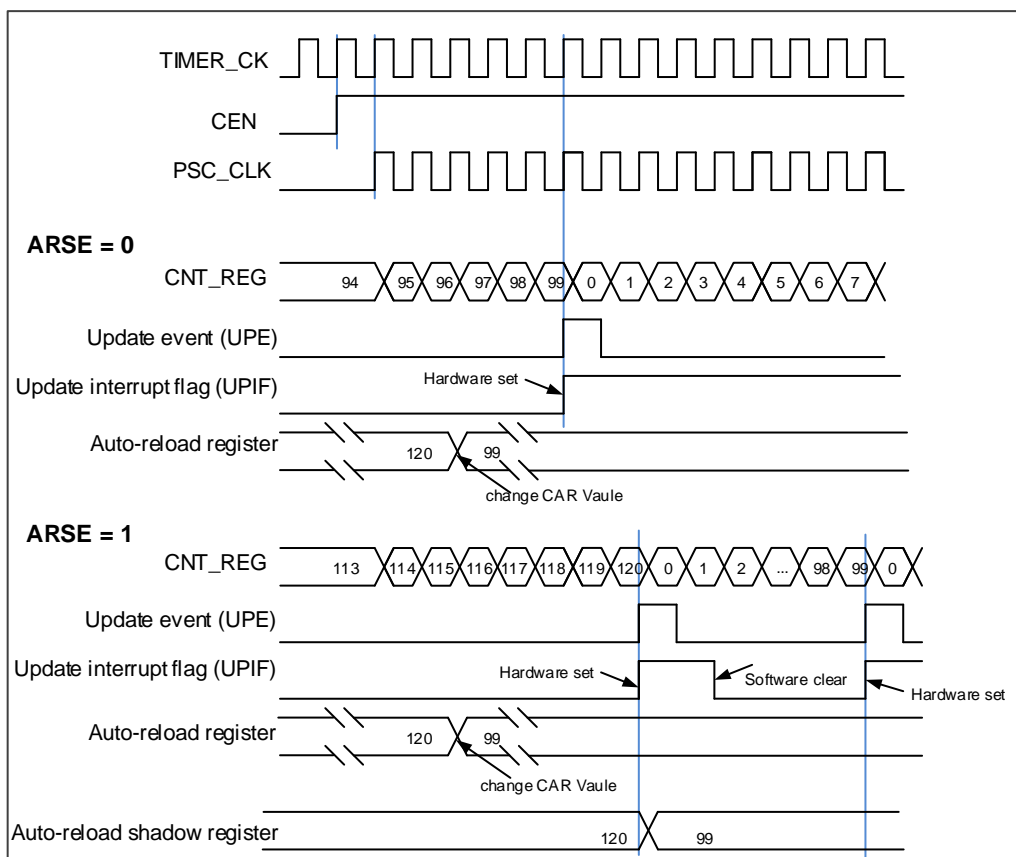 TIMER_CK
CEN
PSC_CLK
ARSE = 0
CNT_REG 94 95 96 97 98 99 0 1 2 3 4 5 6 7
Update event (UPE)
Update interrupt flag (UPIF) Hardware set
Auto-reload register 120 99
change CAR Vaule
ARSE = 1
CNT_REG 113 114 115 116 117 118 119 120 0 1 2 ... 98 99 0
Update event (UPE)
Update interrupt flag (UPIF) Hardware set Software clear Hardware set
Auto-reload register 120 99
change CAR Vaule
Auto-reload shadow register 120 99